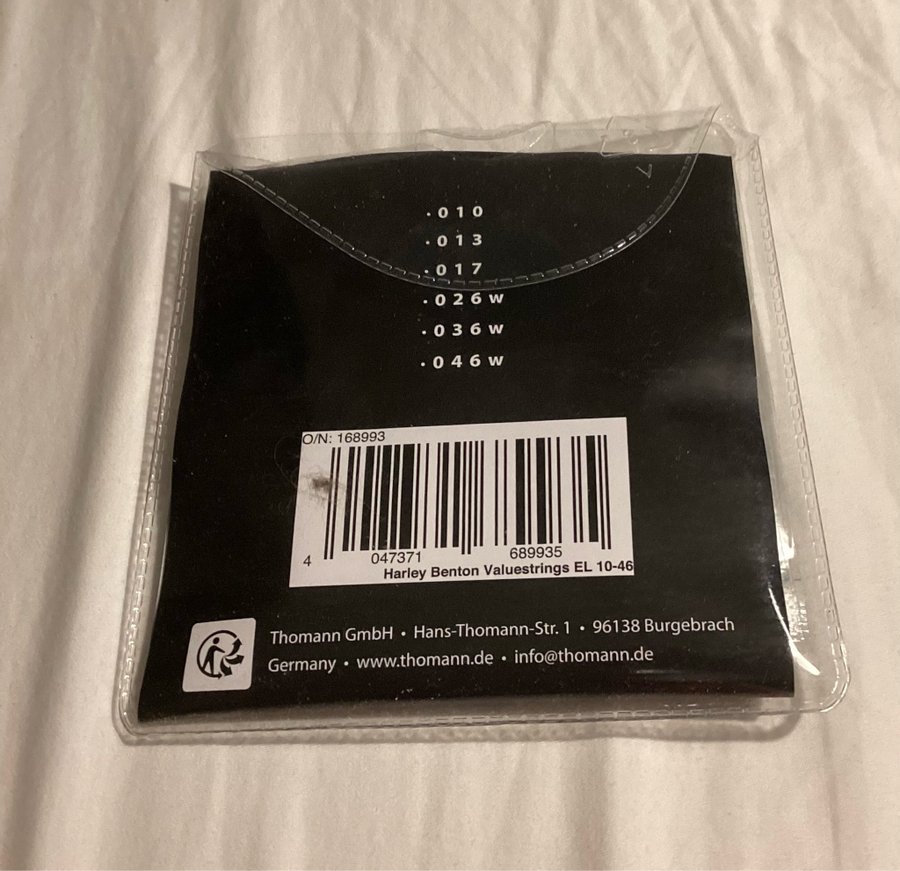 .010
.013
.017
.026w
.036w
.046w
O/N: 168993
4 047371 689935
Harley Benton Valuestrings EL 10-46
Thomann GmbH • Hans-Thomann-Str. 1 • 96138 Burgebrach
Germany • www.thomann.de • info@thomann.de